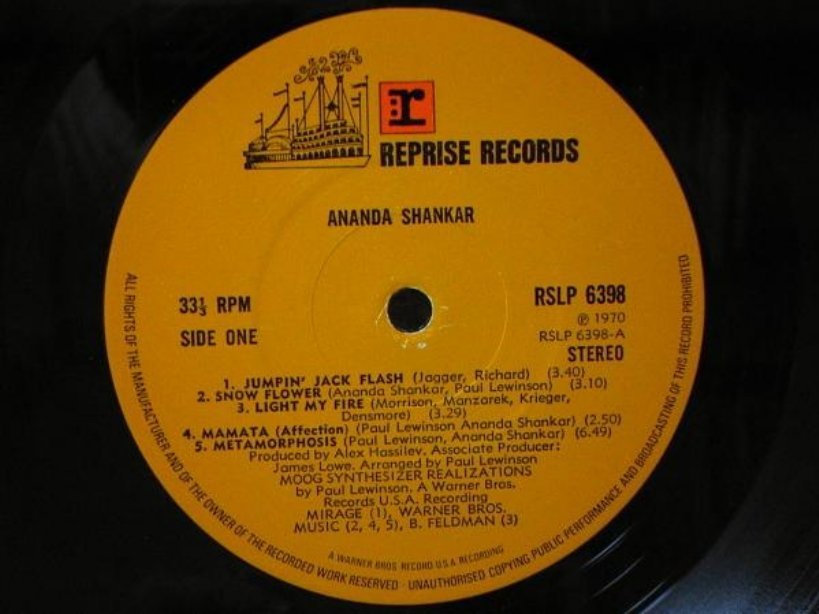 r
REPRISE RECORDS
ANANDA SHANKAR
33⅓ RPM
SIDE ONE
RSLP 6398
℗ 1970
RSLP 6398-A
STEREO
1. JUMPIN' JACK FLASH (Jagger, Richard) (3.40)
2. SNOW FLOWER (Ananda Shankar, Paul Lewinson) (3.10)
3. LIGHT MY FIRE (Morrison, Manzarek, Krieger,
Densmore) (3.29)
4. MAMATA (Affection) (Paul Lewinson Ananda Shankar) (2.50)
5. METAMORPHOSIS (Paul Lewinson, Ananda Shankar) (6.49)
Produced by Alex Hassilev. Associate Producer:
James Lowe. Arranged by Paul Lewinson
MOOG SYNTHESIZER REALIZATIONS
by Paul Lewinson. A Warner Bros.
Records U.S.A. Recording
MIRAGE (1), WARNER BROS.
MUSIC (2, 4, 5), B. FELDMAN (3)
A WARNER BROS RECORD U.S.A. RECORDING
ALL RIGHTS OF THE MANUFACTURER AND OF THE OWNER OF THE RECORDED WORK RESERVED · UNAUTHORISED COPYING PUBLIC PERFORMANCE AND BROADCASTING OF THIS RECORD PROHIBITED